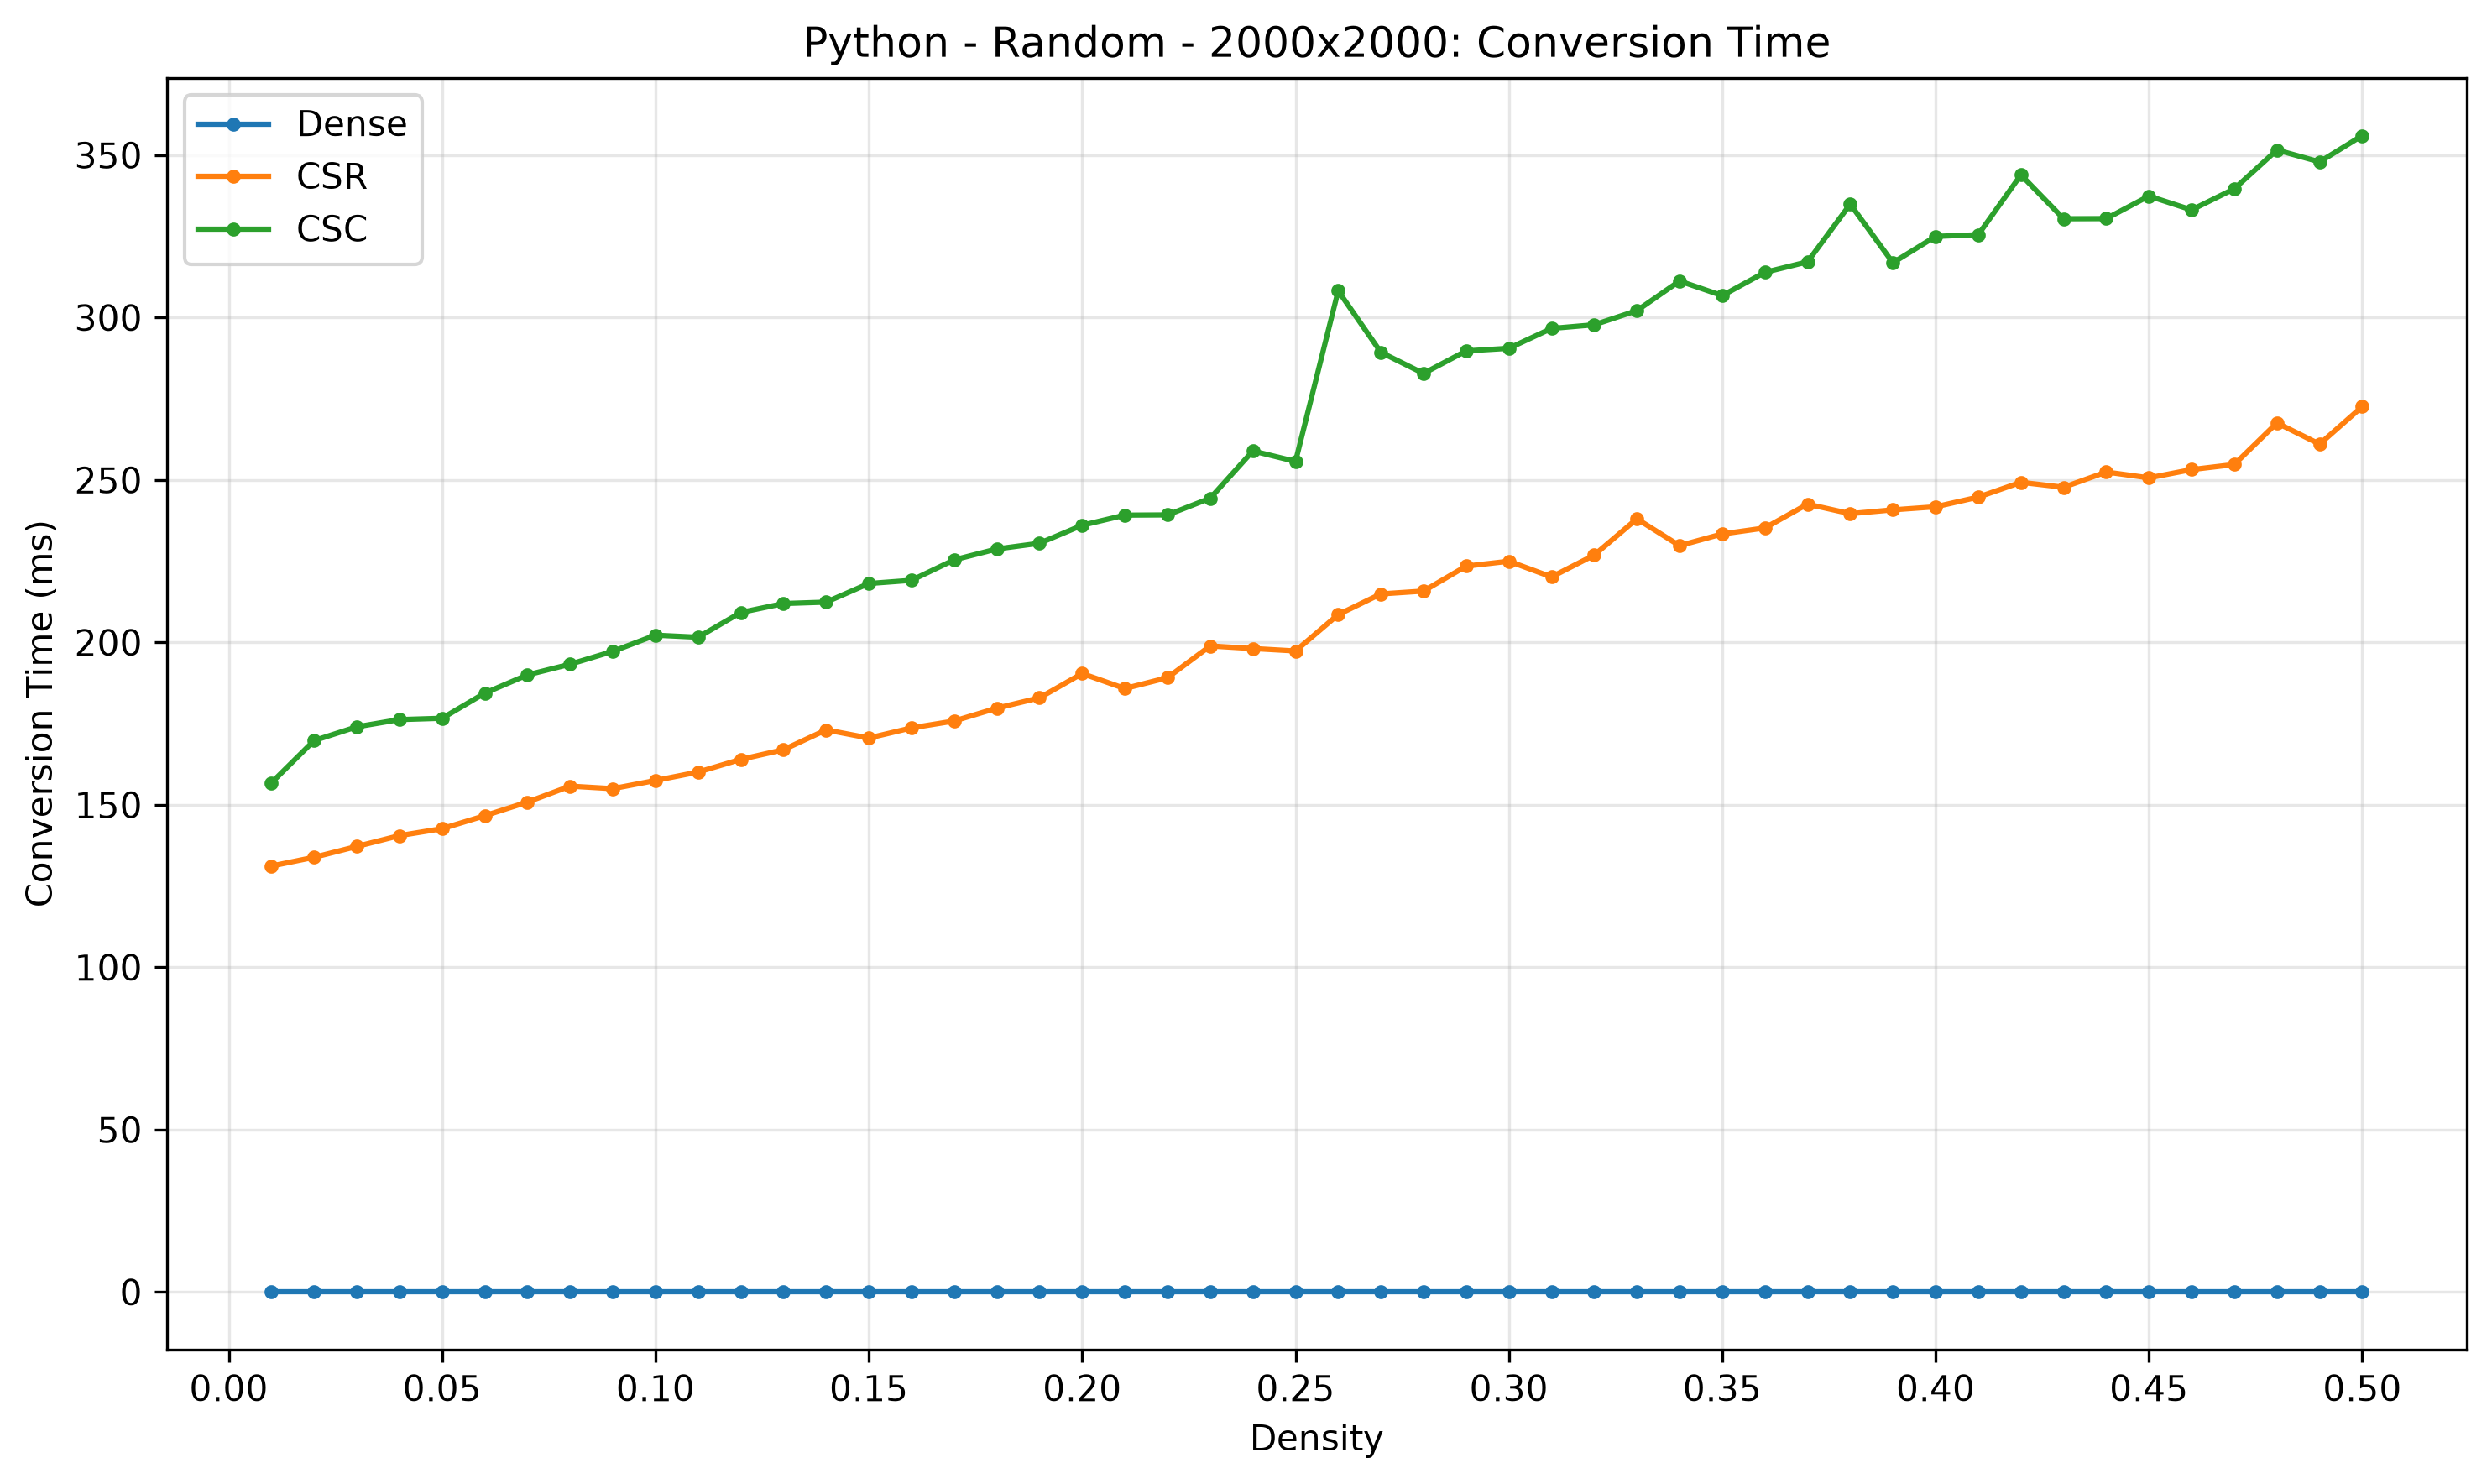 Python - Random - 2000x2000: Conversion Time
Dense
CSR
CSC
Conversion Time (ms)
350
300
250
200
150
100
50
0
0.00 0.05 0.10 0.15 0.20 0.25 0.30 0.35 0.40 0.45 0.50
Density